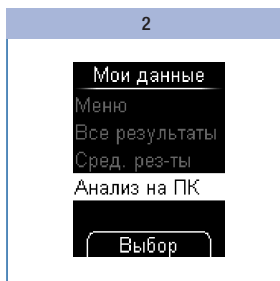 2
Мои данные
Меню
Все результаты
Сред. рез-ты
Анализ на ПК
Выбор